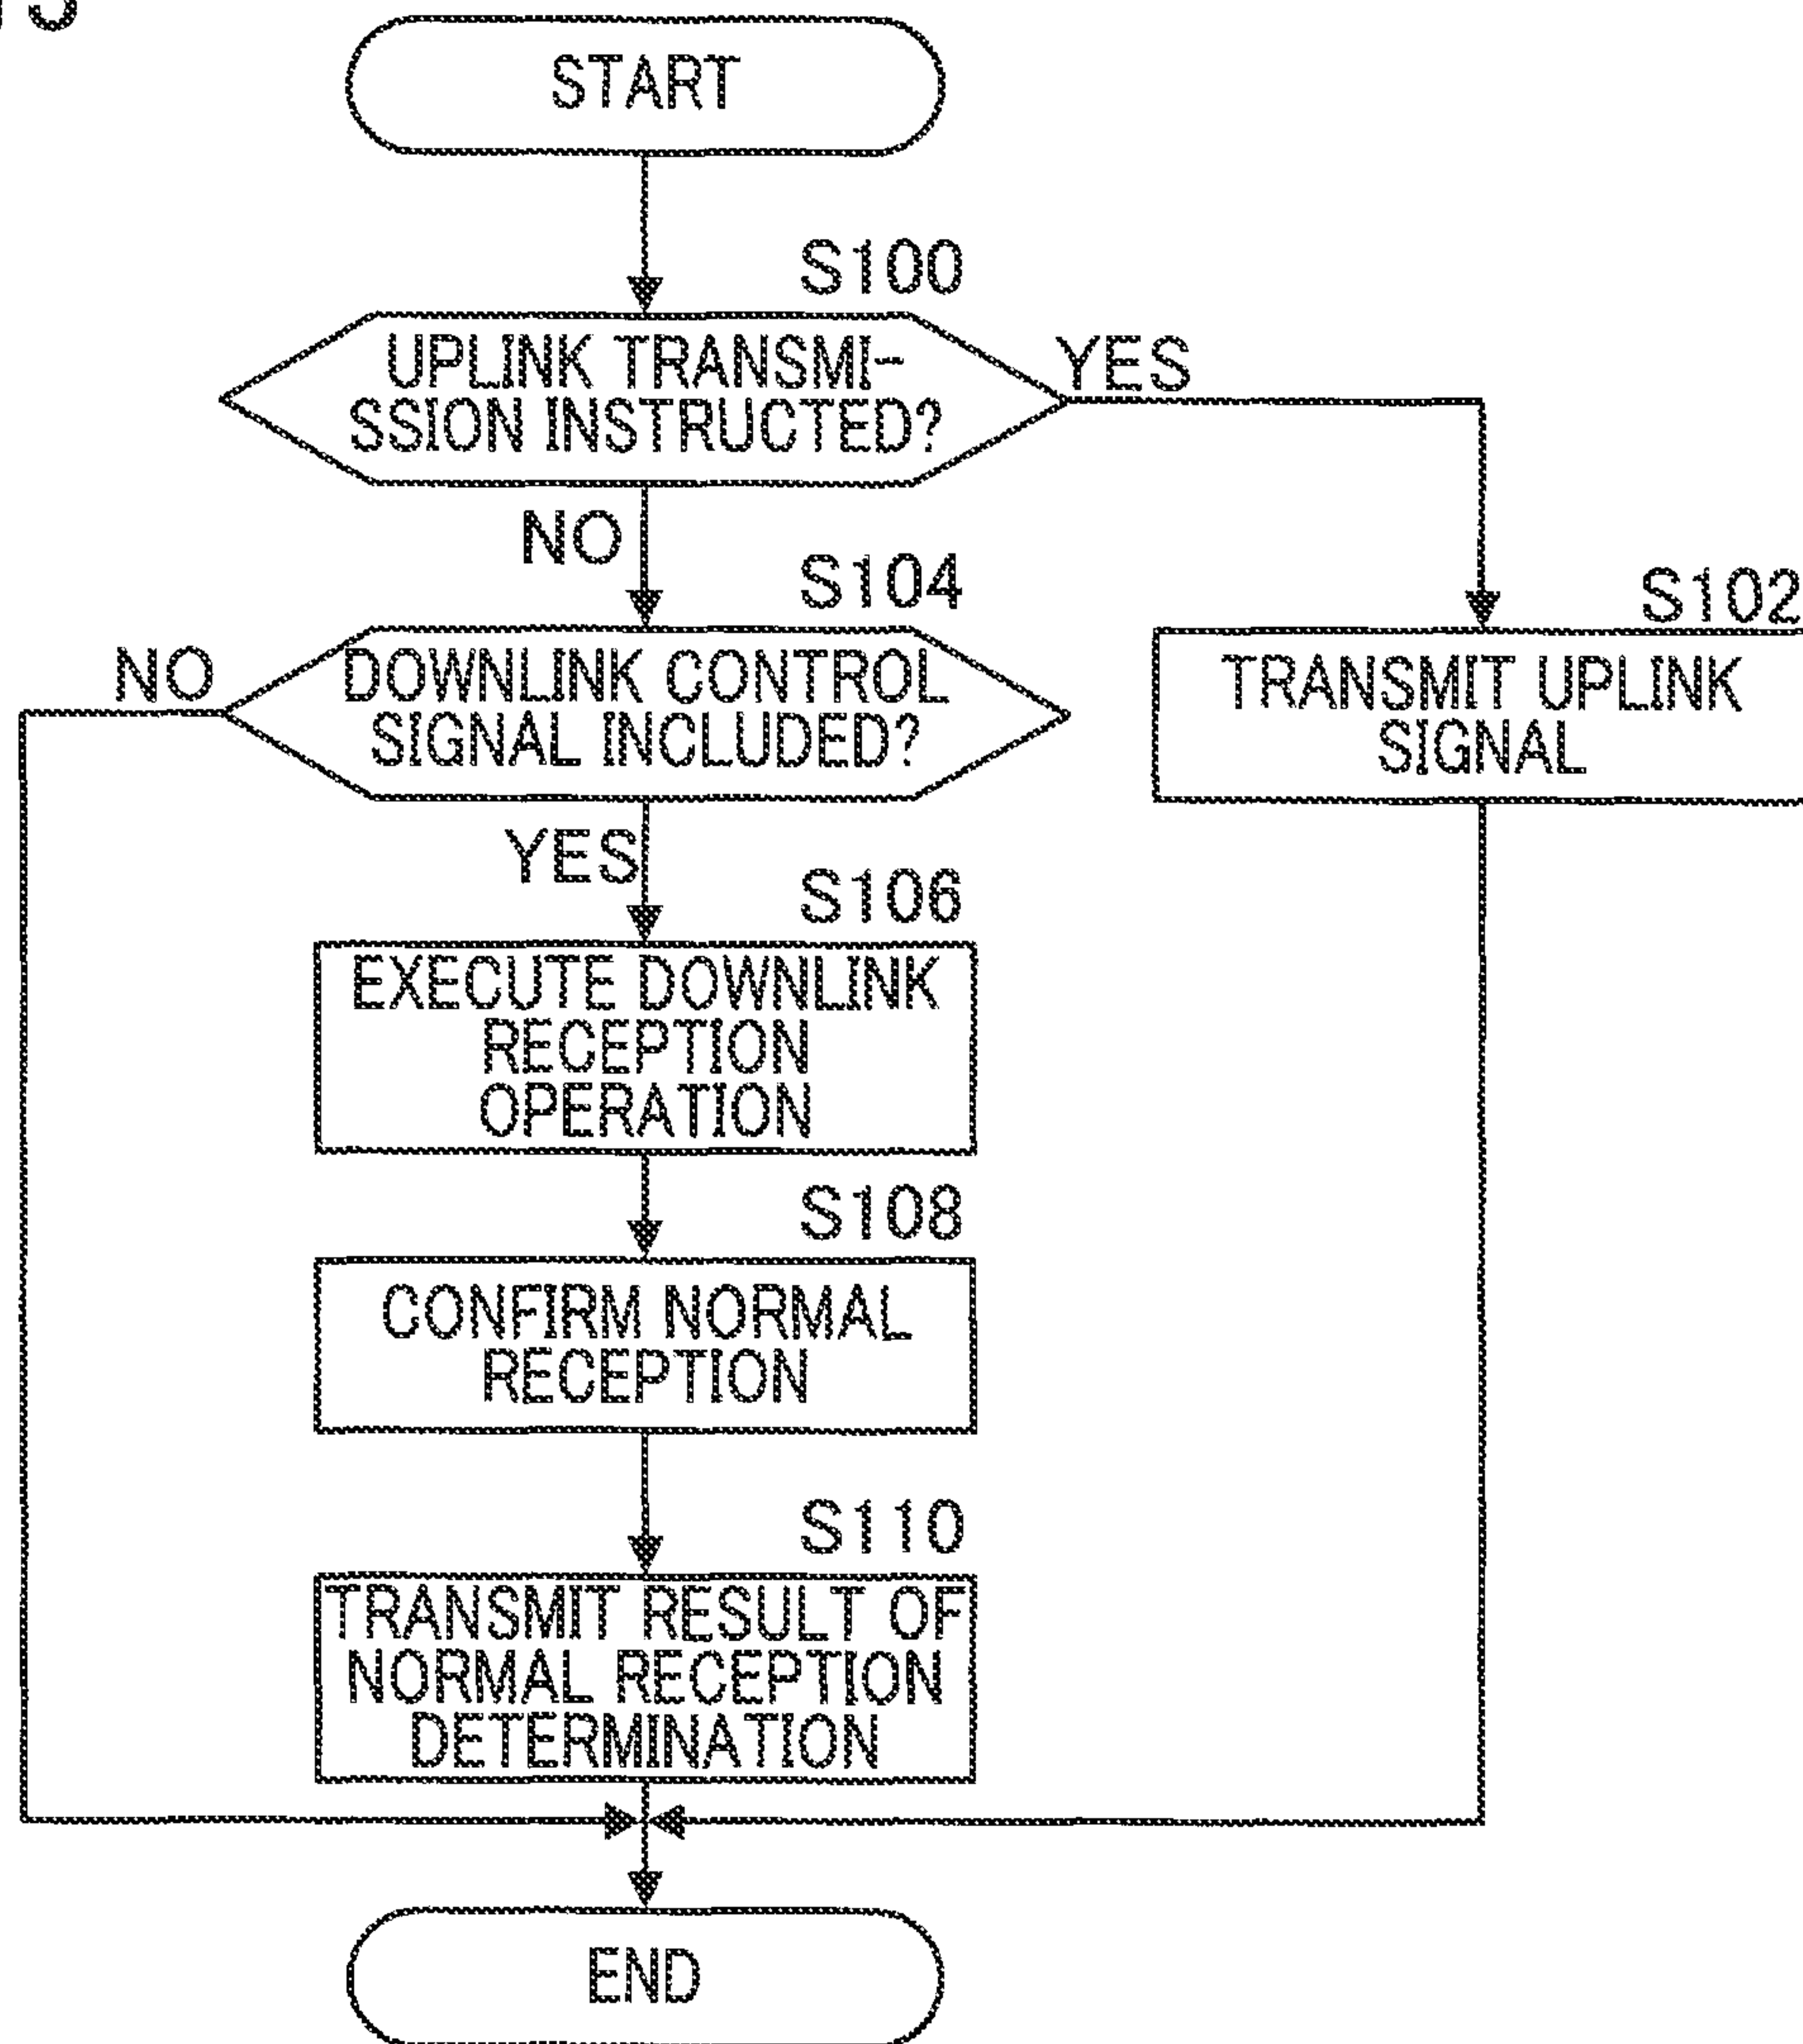 START
S100
UPLINK TRANSMI-
SSION INSTRUCTED?
YES
NO
S104
DOWNLINK CONTROL
SIGNAL INCLUDED?
NO
S102
TRANSMIT UPLINK
SIGNAL
YES
S106
EXECUTE DOWNLINK
RECEPTION
OPERATION
S108
CONFIRM NORMAL
RECEPTION
S110
TRANSMIT RESULT OF
NORMAL RECEPTION
DETERMINATION
END